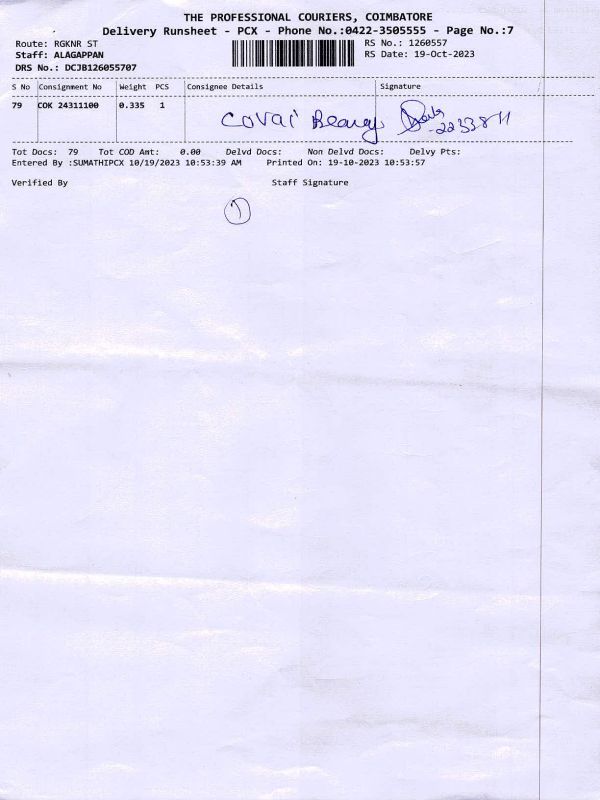 THE PROFESSIONAL COURIERS, COIMBATORE
Delivery Runsheet - PCX - Phone No.:0422-3505555 - Page No.:7
Route: RGKNR ST
RS No.: 1260557
Staff: ALAGAPPAN
RS Date: 19-Oct-2023
DRS No.: DCJB126055707
S No Consignment No Weight PCS Consignee Details Signature
79 COK 24311100 0.335 1 Covai
Tot Docs: 79 Tot COD Amt: 0.00 Delvd Docs: Non Delvd Docs: Delvy Pts:
Entered By :SUMATHIPCX 10/19/2023 10:53:39 AM Printed On: 19-10-2023 10:53:57
Verified By Staff Signature
1